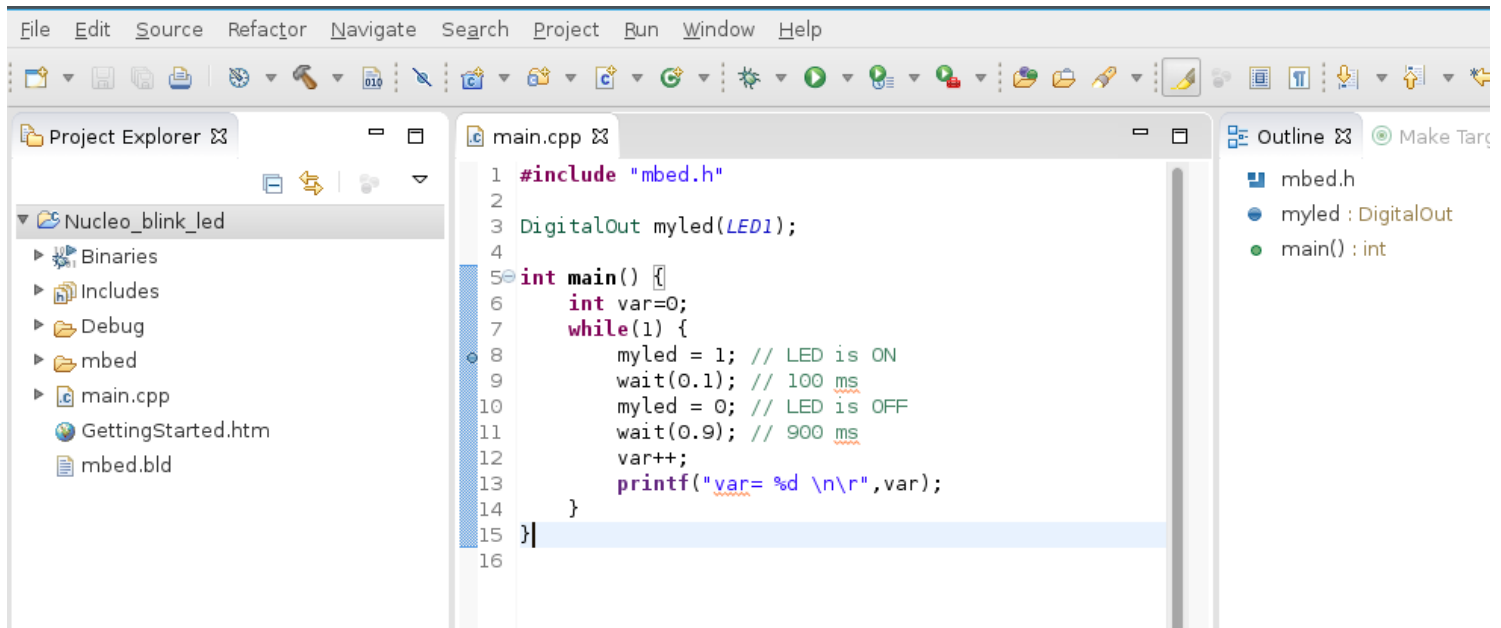 File Edit Source Refactor Navigate Search Project Run Window Help
010
Project Explorer
Nucleo_blink_led
Binaries
Includes
Debug
mbed
main.cpp
GettingStarted.htm
mbed.bld
main.cpp
1 #include "mbed.h"
2
3 DigitalOut myled(LED1);
4
5 int main() {
6 int var=0;
7 while(1) {
8 myled = 1; // LED is ON
9 wait(0.1); // 100 ms
10 myled = 0; // LED is OFF
11 wait(0.9); // 900 ms
12 var++;
13 printf("var= %d \n\r",var);
14 }
15 }
16
Outline Make Targ
mbed.h
myled : DigitalOut
main() : int